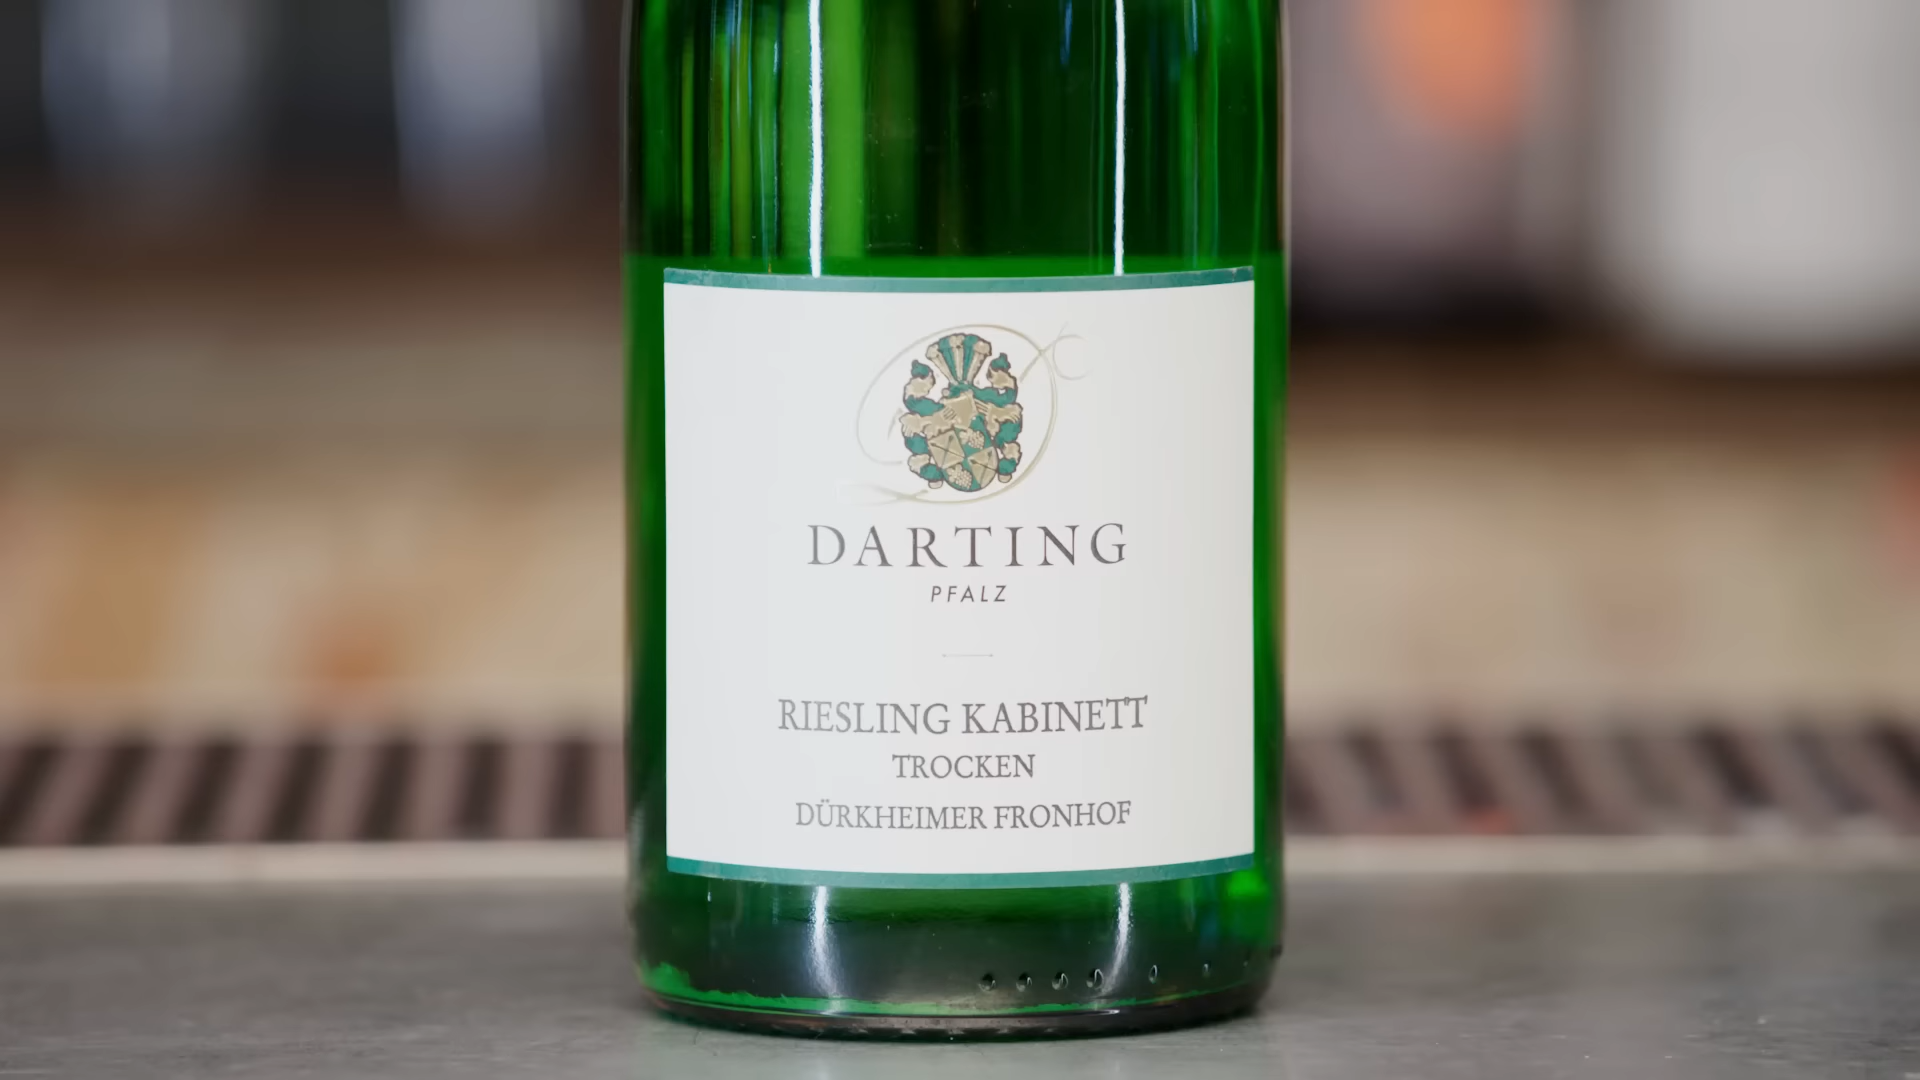 DARTING
PFALZ
RIESLING KABINETT
TROCKEN
DÜRKHEIMER FRONHOF